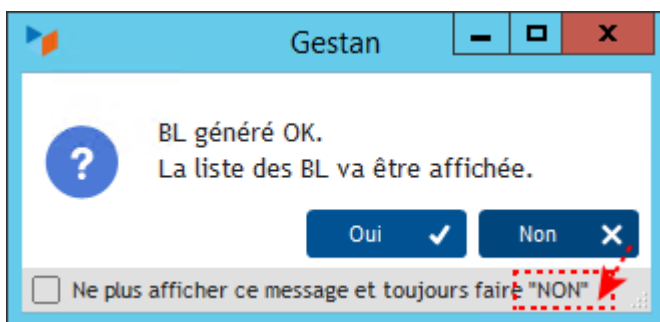 Gestan
BL généré OK.
La liste des BL va être affichée.
Oui
Non
Ne plus afficher ce message et toujours faire "NON"